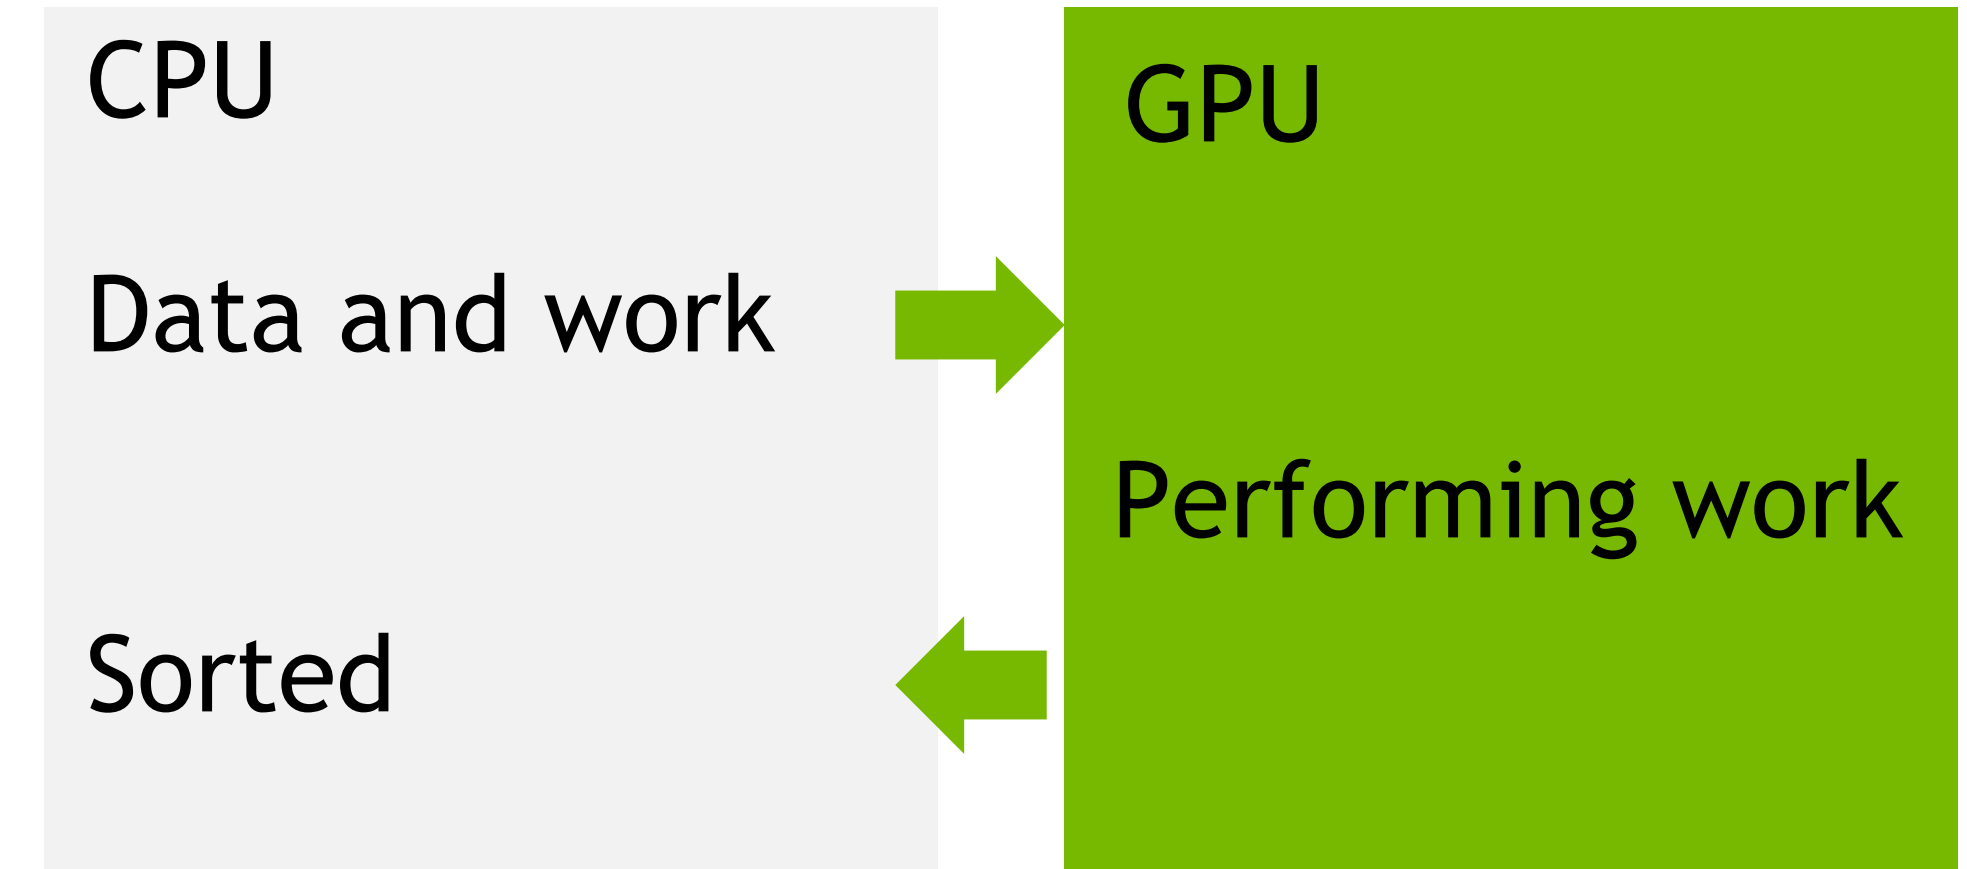 CPU
GPU
Data and work
Performing work
Sorted